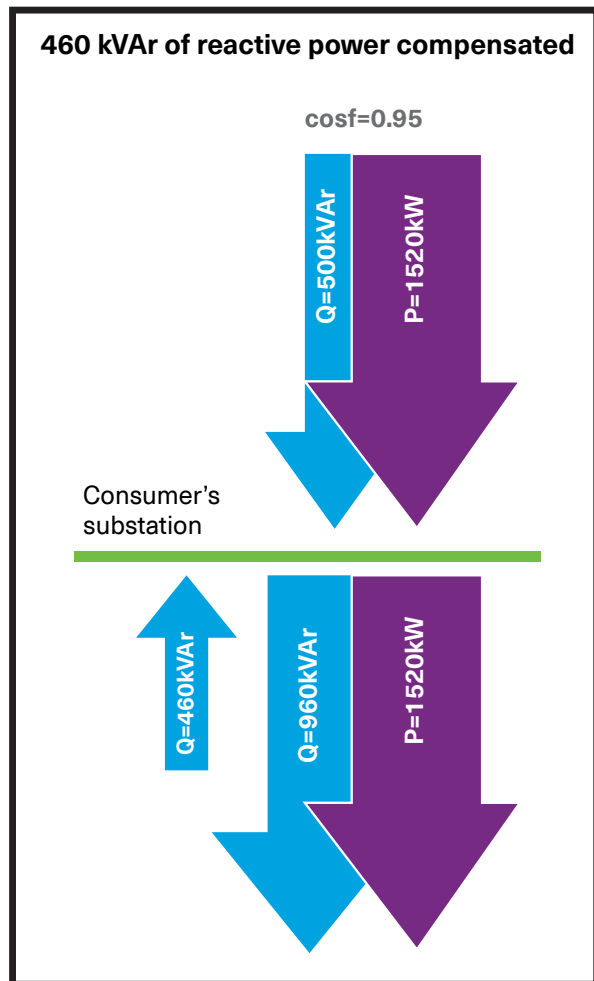 460 kVAr of reactive power compensated
cosf=0.95
Q=500kVAr
P=1520kW
Consumer's
substation
Q=460kVAr
Q=960kVAr
P=1520kW